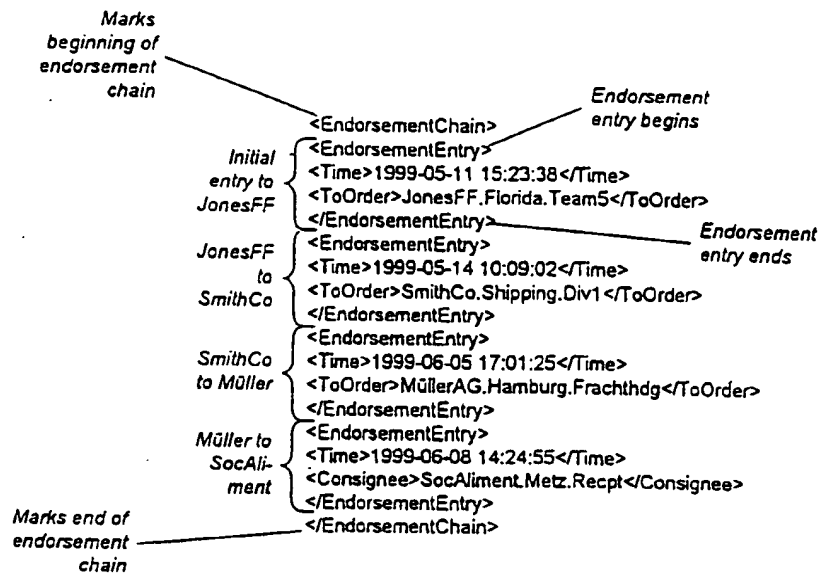 Marks
beginning of
endorsement
chain
Endorsement
entry begins
<EndorsementChain>
<EndorsementEntry>
Initial
entry to
JonesFF
<Time>1999-05-11 15:23:38</Time>
<ToOrder>JonesFF.Florida.Team5</ToOrder>
</EndorsementEntry>
Endorsement
entry ends
JonesFF
to
SmithCo
<EndorsementEntry>
<Time>1999-05-14 10:09:02</Time>
<ToOrder>SmithCo.Shipping.Div1</ToOrder>
</EndorsementEntry>
SmithCo
to Müller
<EndorsementEntry>
<Time>1999-06-05 17:01:25</Time>
<ToOrder>MüllerAG.Hamburg.Frachthdg</ToOrder>
</EndorsementEntry>
Müller to
SocAli-
ment
<EndorsementEntry>
<Time>1999-06-08 14:24:55</Time>
<Consignee>SocAliment.Metz.Recpt</Consignee>
</EndorsementEntry>
</EndorsementChain>
Marks end of
endorsement
chain